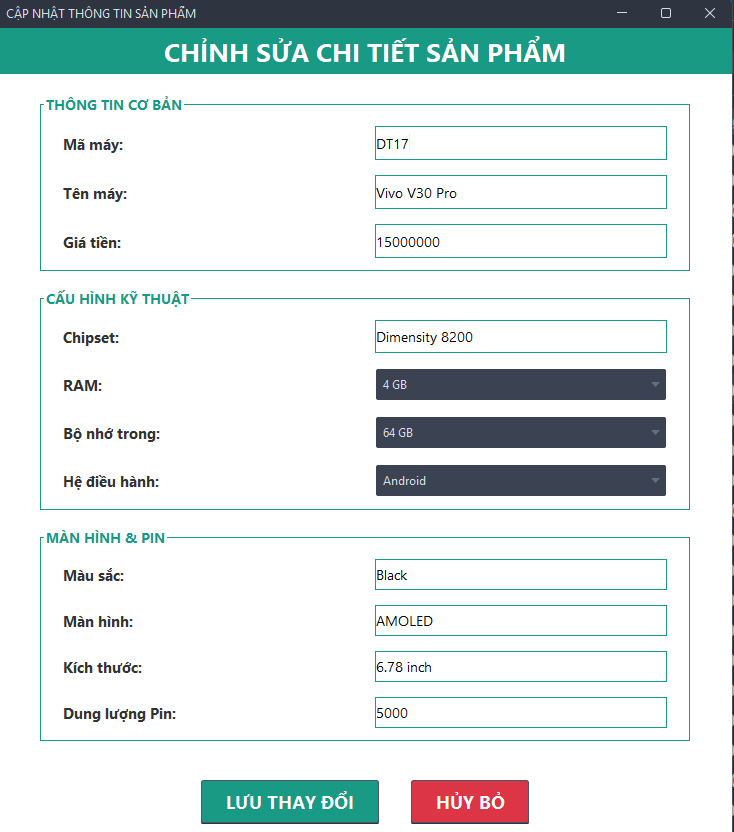 CẬP NHẬT THÔNG TIN SẢN PHẨM
CHỈNH SỬA CHI TIẾT SẢN PHẨM
THÔNG TIN CƠ BẢN
Mã máy: DT17
Tên máy: Vivo V30 Pro
Giá tiền: 15000000
CẤU HÌNH KỸ THUẬT
Chipset: Dimensity 8200
RAM: 4 GB
Bộ nhớ trong: 64 GB
Hệ điều hành: Android
MÀN HÌNH & PIN
Màu sắc: Black
Màn hình: AMOLED
Kích thước: 6.78 inch
Dung lượng Pin: 5000
LƯU THAY ĐỔI HỦY BỎ